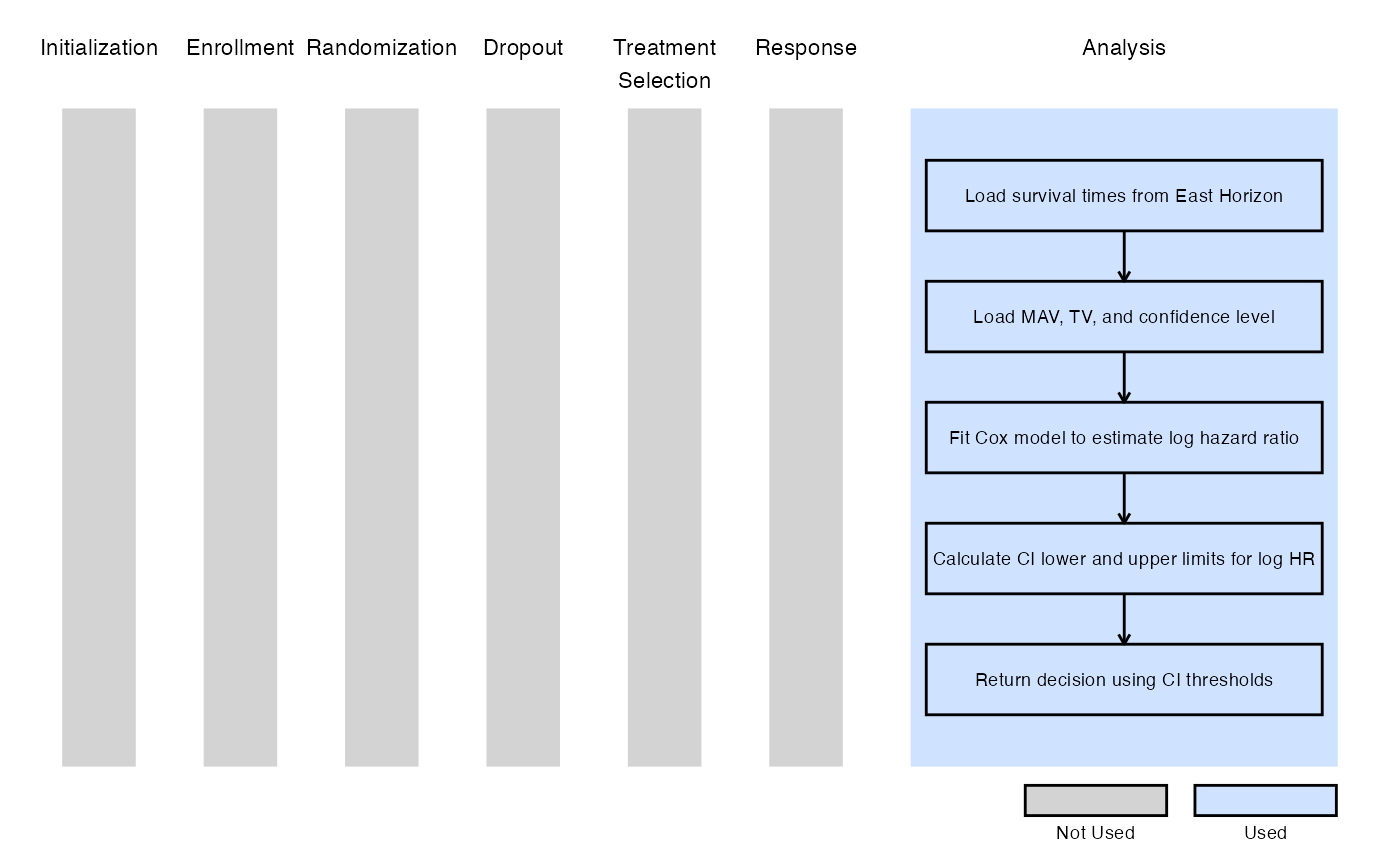 Initialization
Enrollment
Randomization
Dropout
Treatment
Selection
Response
Analysis
Load survival times from East Horizon
Load MAV, TV, and confidence level
Fit Cox model to estimate log hazard ratio
Calculate CI lower and upper limits for log HR
Return decision using CI thresholds
Not Used
Used